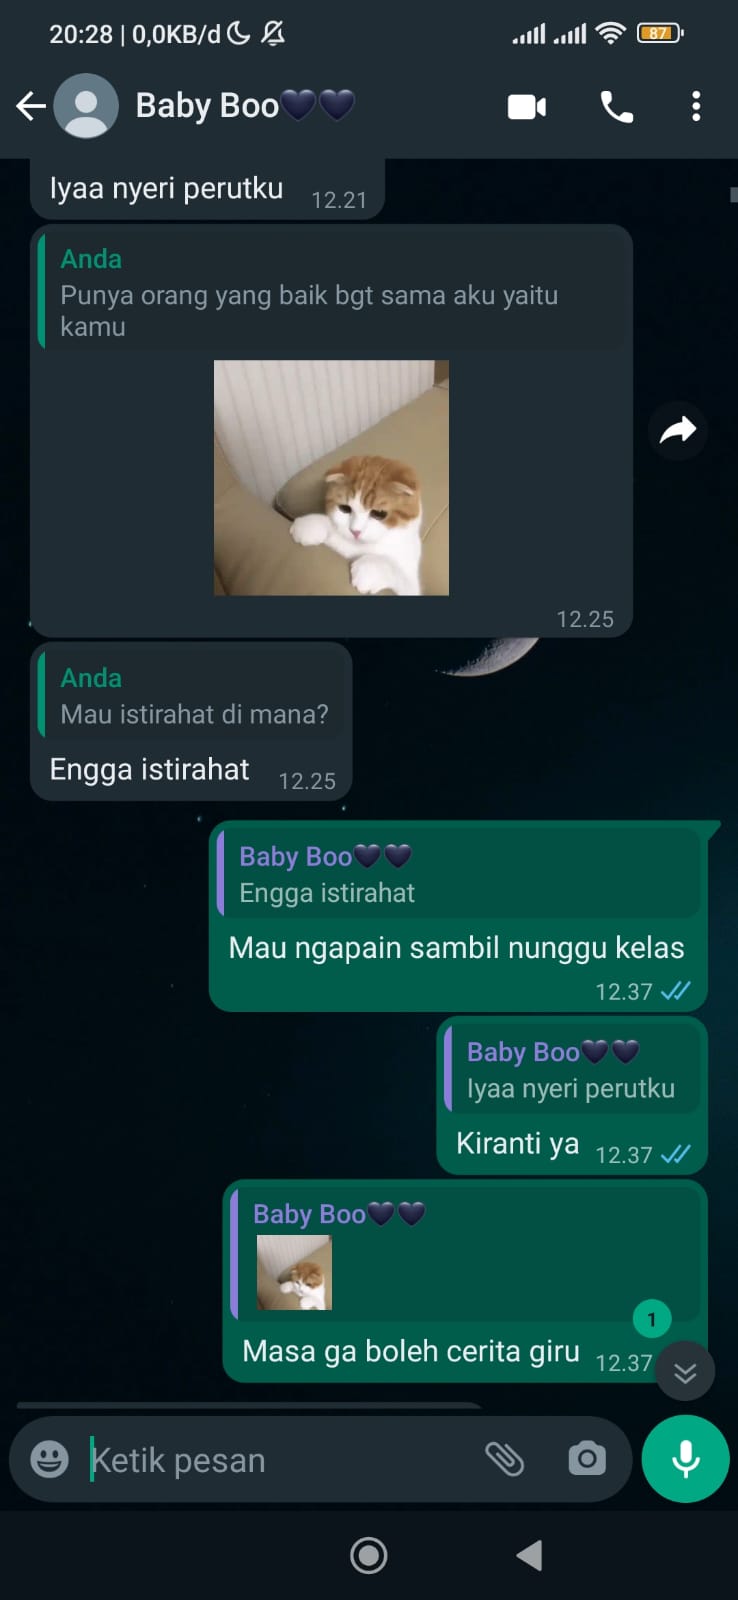 20:28 | 0,0KB/d
87
Baby Boo🖤🖤
Iyaa nyeri perutku
12.21
Anda
Punya orang yang baik bgt sama aku yaitu
kamu
12.25
Anda
Mau istirahat di mana?
Engga istirahat
12.25
Baby Boo🖤🖤
Engga istirahat
Mau ngapain sambil nunggu kelas
12.37
Baby Boo🖤🖤
Iyaa nyeri perutku
Kiranti ya
12.37
Baby Boo🖤🖤
1
Masa ga boleh cerita giru
12.37
Ketik pesan